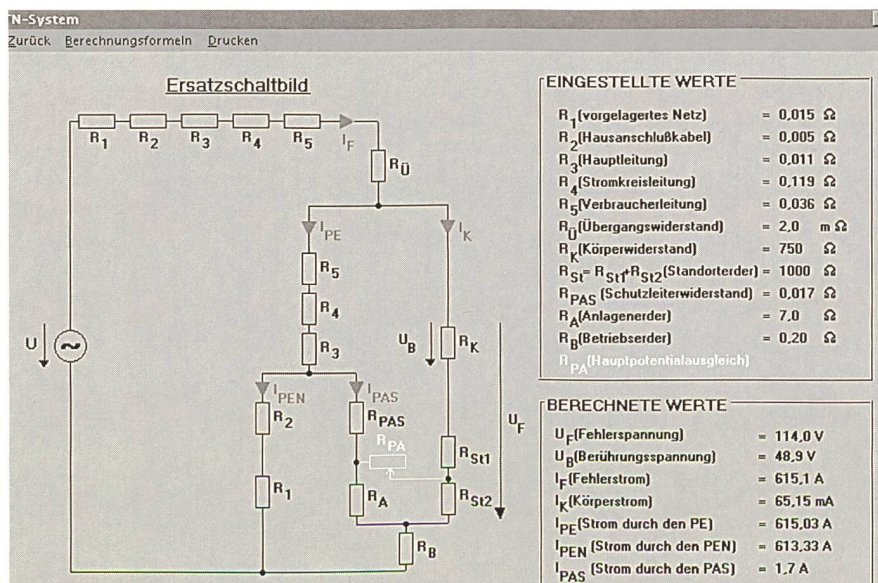 TN-System
Zurück Berechnungsformeln Drucken
Ersatzschaltbild
R1 R2 R3 R4 R5 IF
RÜ
IPE IK
R5
R4
R3
U
UB RK
IPEN IPAS
R2 RPAS
UF
RPA
RSt1
R1 RA RSt2
RB
EINGESTELLTE WERTE
R1(vorgelagertes Netz) = 0,015 Ω
R2(Hausanschlußkabel) = 0,005 Ω
R3(Hauptleitung) = 0,011 Ω
R4(Stromkreisleitung) = 0,119 Ω
R5(Verbraucherleitung) = 0,036 Ω
RÜ(Übergangswiderstand) = 2,0 m Ω
RK(Körperwiderstand) = 750 Ω
RSt= RSt1+RSt2(Standorterder) = 1000 Ω
RPAS (Schutzleiterwiderstand) = 0,017 Ω
RA(Anlagenerder) = 7,0 Ω
RB(Betriebserder) = 0,20 Ω
RPA(Hauptpotentialausgleich)
BERECHNETE WERTE
UF(Fehlerspannung) = 114,0 V
UB(Berührungsspannung) = 48,9 V
IF(Fehlerstrom) = 615,1 A
IK(Körperstrom) = 65,15 mA
IPE(Strom durch den PE) = 615,03 A
IPEN (Strom durch den PEN) = 613,33 A
IPAS (Strom durch den PAS) = 1,7 A